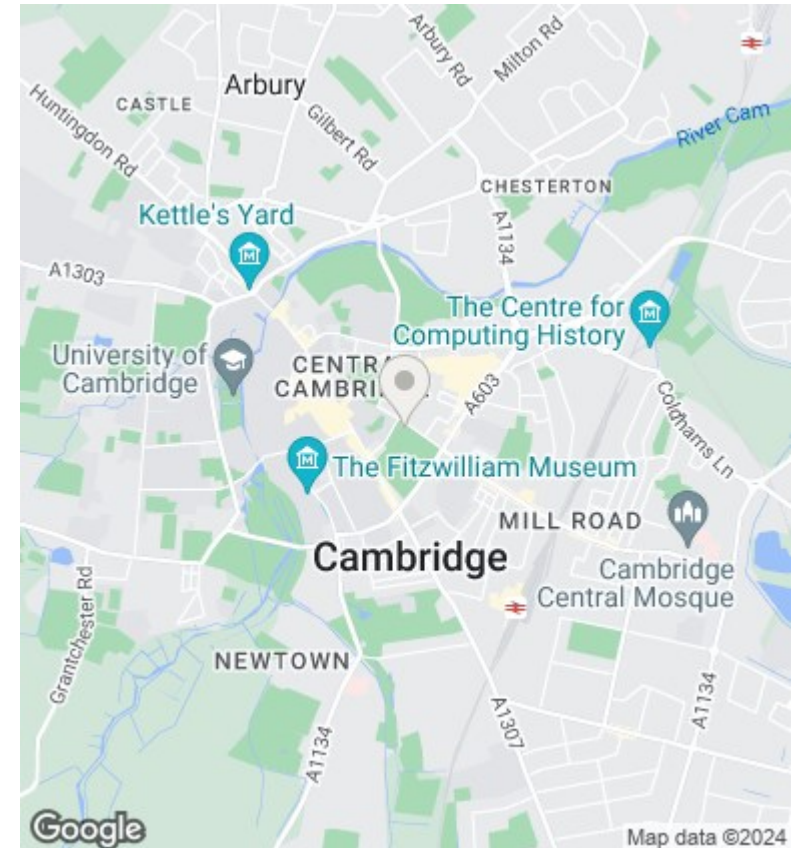 Arbury Rd
Milton Rd
Arbury
CASTLE
Huntingdon Rd
Gilbert Rd
River Cam
CHESTERTON
Kettle's Yard
A1134
A1303
The Centre for
Computing History
University of
Cambridge
CENTRA
CAMBRI
A603
Coldhams Ln
The Fitzwilliam Museum
MILL ROAD
Cambridge
Cambridge
Central Mosque
Grantchester Rd
NEWTOWN
A1134
A1307
A1134
Google
Map data ©2024